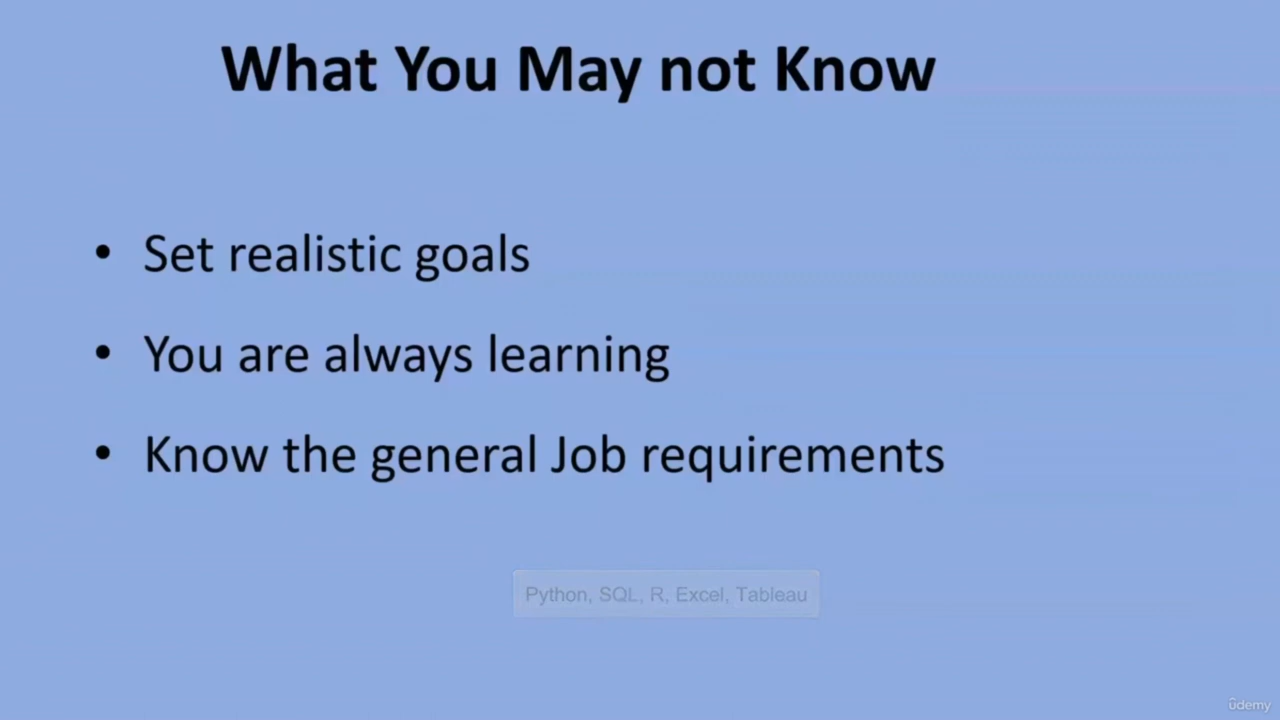 What You May not Know
• Set realistic goals
• You are always learning
• Know the general Job requirements
Python, SQL, R, Excel, Tableau
ûdemy